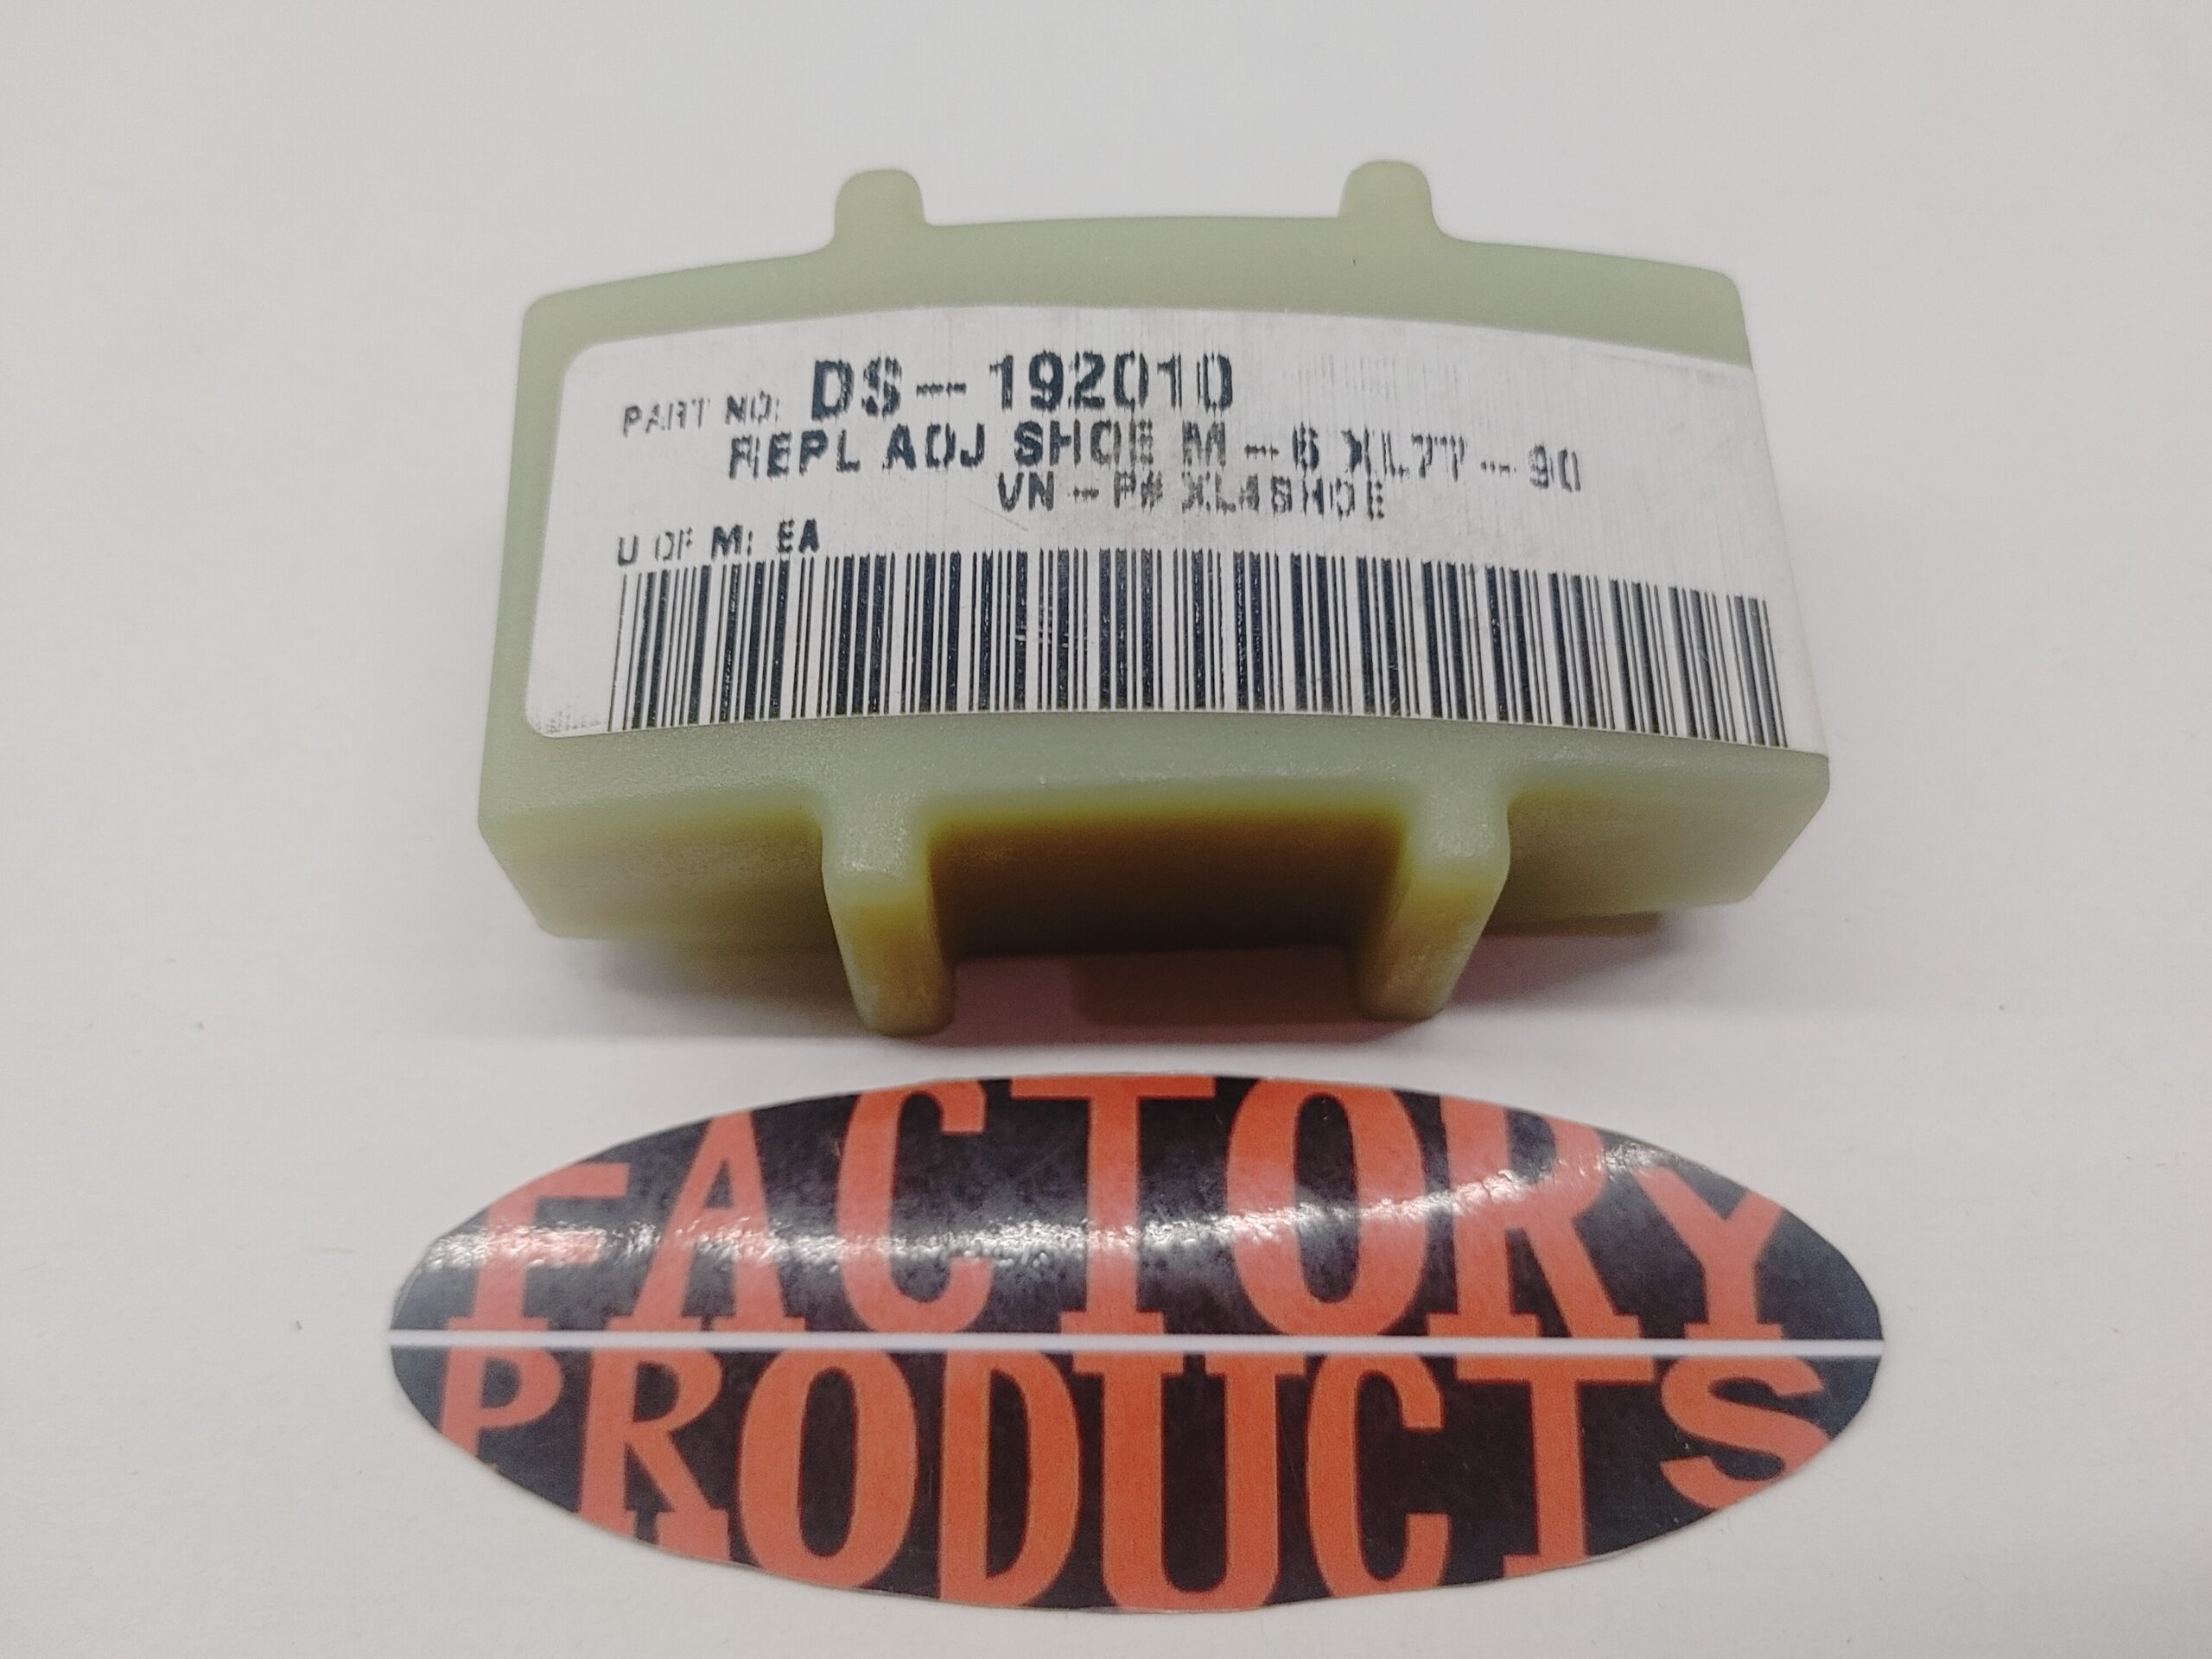 PART NO: DS-192010
REPL ADJ SHOE M-6 XL77-90
VN-P# XL4SHOE
U OF M: EA
FACTORY
PRODUCTS